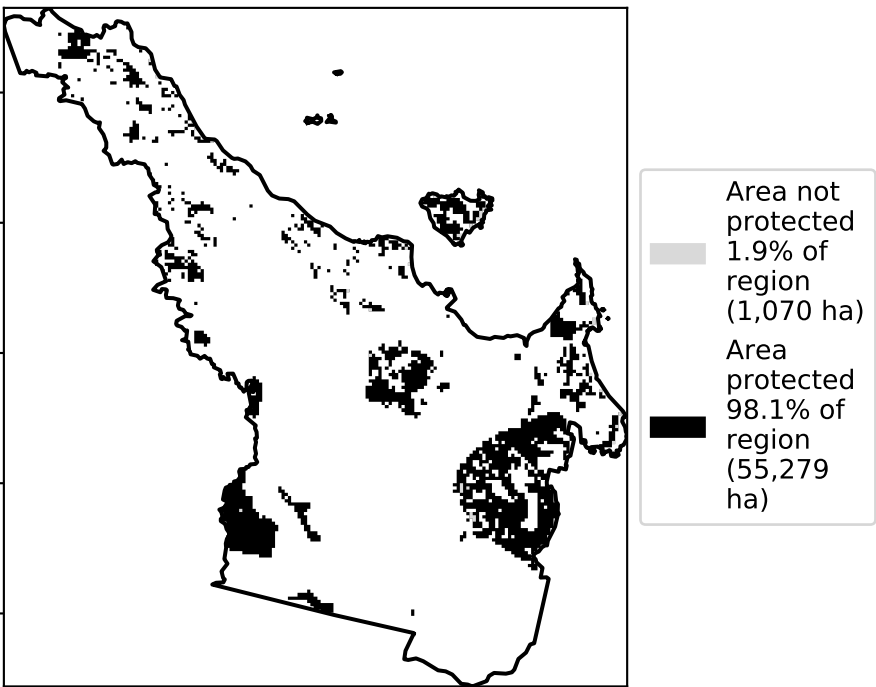 Area not
protected
1.9% of
region
(1,070 ha)
Area
protected
98.1% of
region
(55,279
ha)